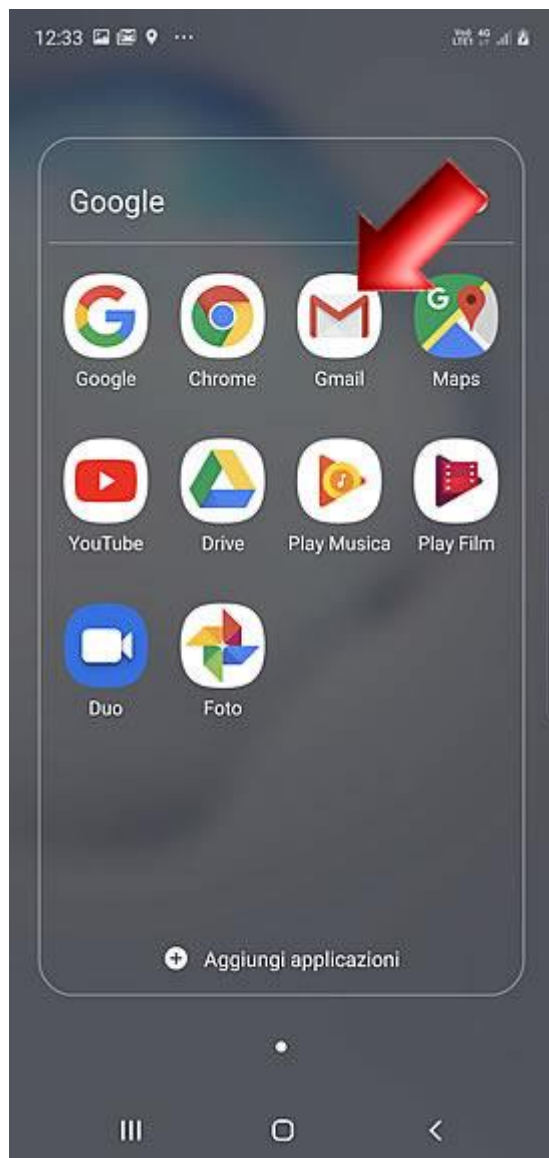 12:33
Google
Google Chrome Gmail Maps
YouTube Drive Play Musica Play Film
Duo Foto
Aggiungi applicazioni